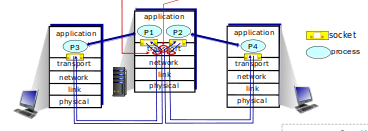 application
P1
P2
application
P3
transport
network
link
physical
transport
network
link
physical
application
P4
transport
network
link
physical
socket
process